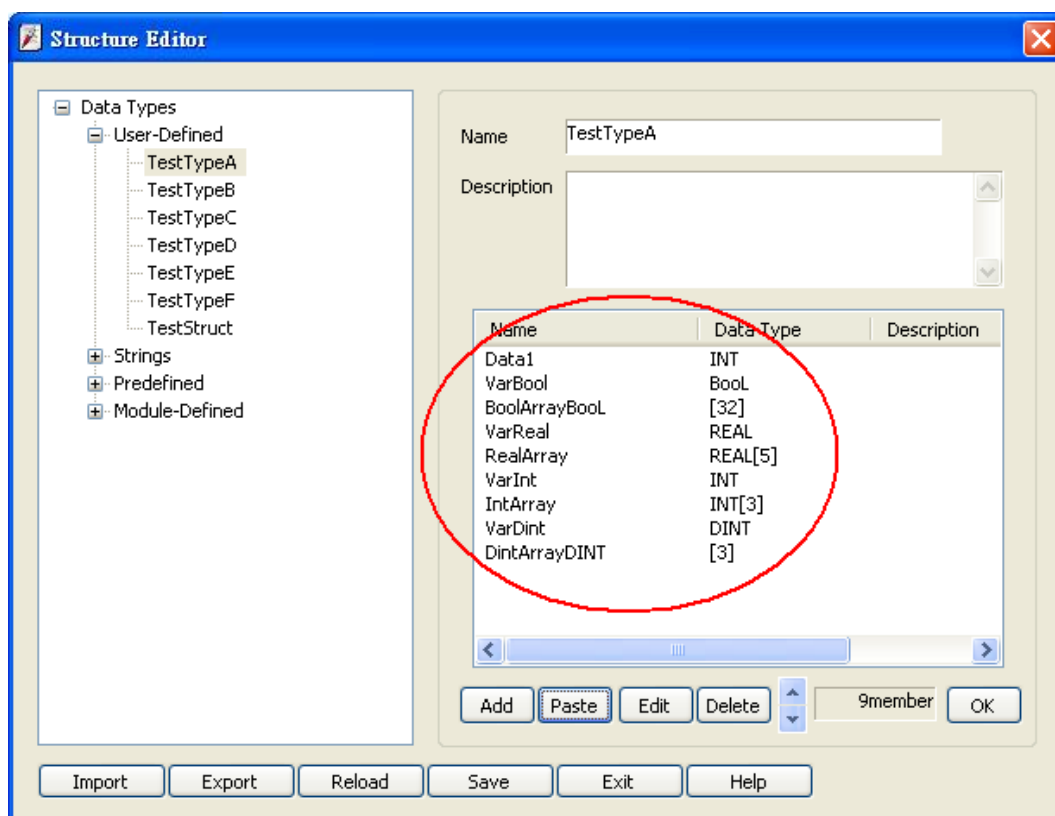 Structure Editor
Data Types
User-Defined
TestTypeA
TestTypeB
TestTypeC
TestTypeD
TestTypeE
TestTypeF
TestStruct
Strings
Predefined
Module-Defined
Name TestTypeA
Description
Name Data Type Description
Data1 INT
VarBool BooL
BoolArrayBooL [32]
VarReal REAL
RealArray REAL[5]
VarInt INT
IntArray INT[3]
VarDint DINT
DintArrayDINT [3]
Add Paste Edit Delete 9member OK
Import Export Reload Save Exit Help